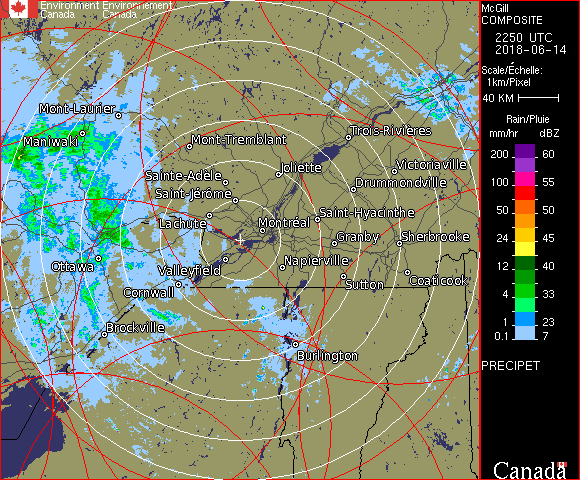 Environment Environnement
Canada Canada
McGill
COMPOSITE
2250 UTC
2018-06-14
Scale/Échelle:
1km/Pixel
40 KM
Rain/Pluie
mm/hr dBZ
200 60
55
100 55
50 50
24 45
12 40
4 33
1 23
0.1 7
PRECIPET
Canada
Mont-Laurier
Maniwaki
Mont-Tremblant
Trois-Rivières
Sainte-Adèle
Joliette
Victoriaville
Saint-Jérôme
Drummondville
Lachute
Saint-Hyacinthe
Montréal
Granby
Sherbrooke
Ottawa
Valleyfield
Napierville
Cornwall
Sutton
Coaticook
Brockville
Burlington